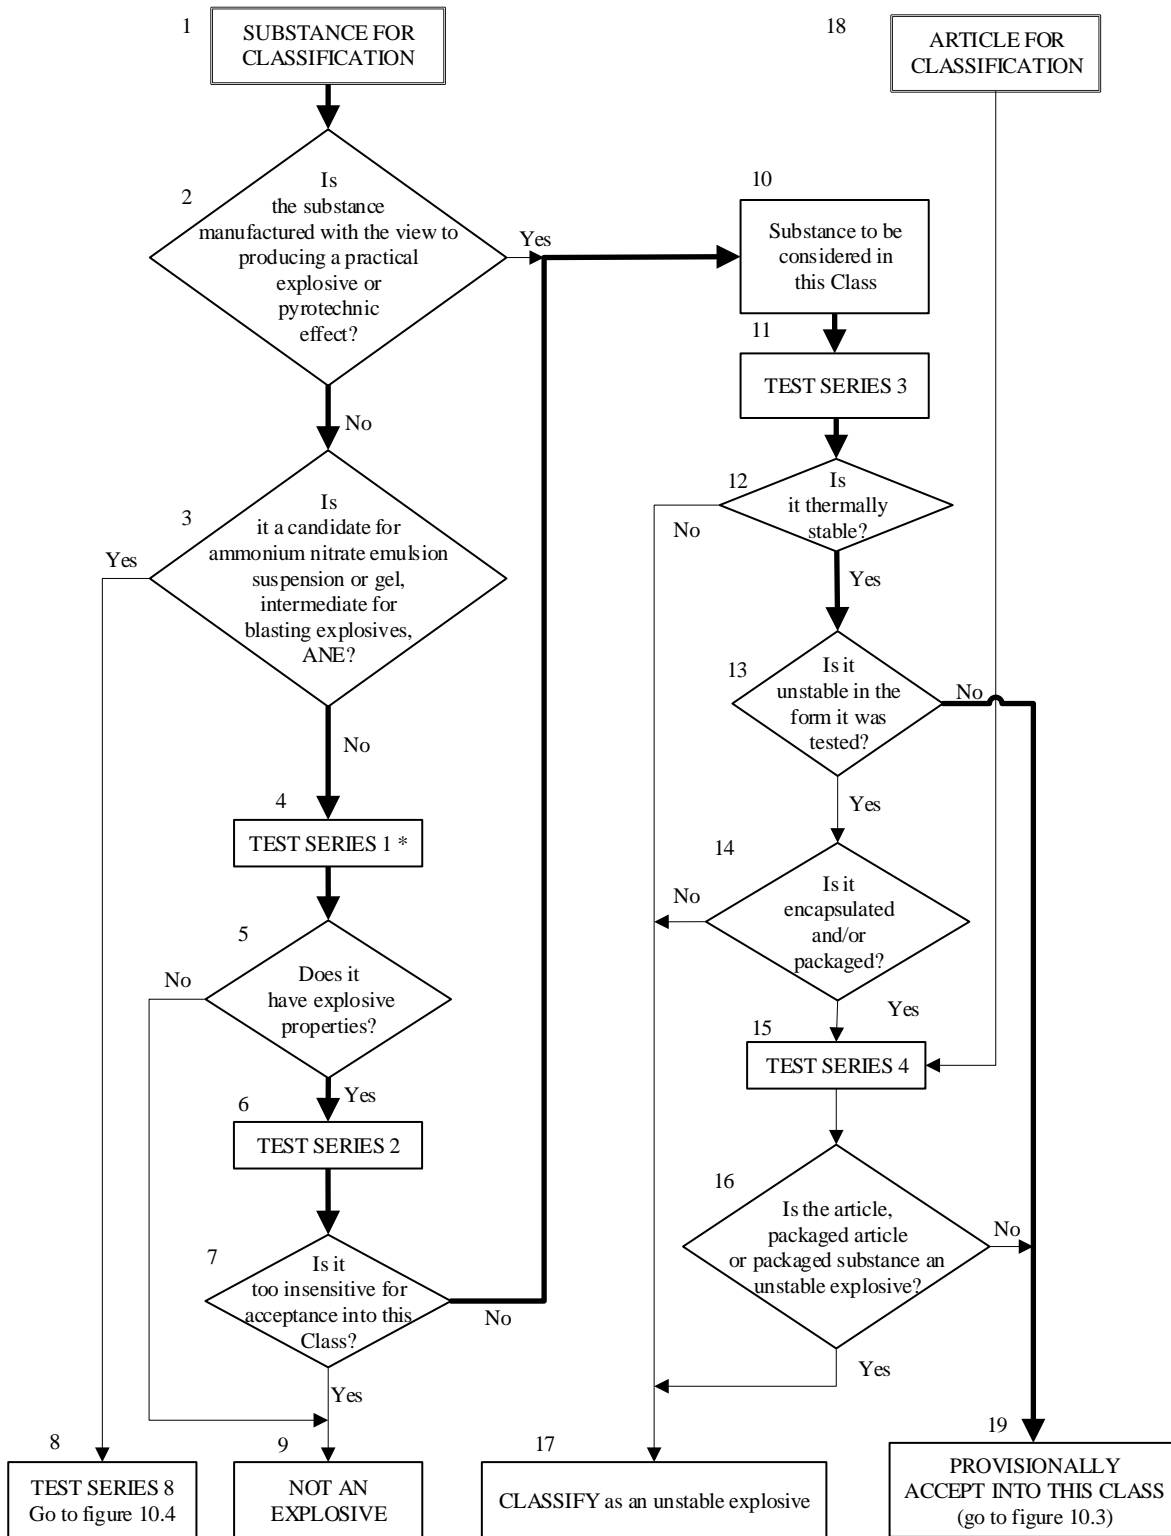 1
SUBSTANCE FOR
CLASSIFICATION
2
Is
the substance
manufactured with the view to
producing a practical
explosive or
pyrotechnic
effect?
Yes
No
3
Is
it a candidate for
ammonium nitrate emulsion
suspension or gel,
intermediate for
blasting explosives,
ANE?
Yes
No
4
TEST SERIES 1 *
5
Does it
have explosive
properties?
No
Yes
6
TEST SERIES 2
7
Is it
too insensitive for
acceptance into this
Class?
No
Yes
8
TEST SERIES 8
Go to figure 10.4
9
NOT AN
EXPLOSIVE
10
Substance to be
considered in
this Class
11
TEST SERIES 3
12
Is
it thermally
stable?
No
Yes
13
Is it
unstable in the
form it was
tested?
No
Yes
14
Is it
encapsulated
and/or
packaged?
No
Yes
15
TEST SERIES 4
16
Is the article,
packaged article
or packaged substance an
unstable explosive?
No
Yes
17
CLASSIFY as an unstable explosive
18
ARTICLE FOR
CLASSIFICATION
19
PROVISIONALLY
ACCEPT INTO THIS CLASS
(go to figure 10.3)